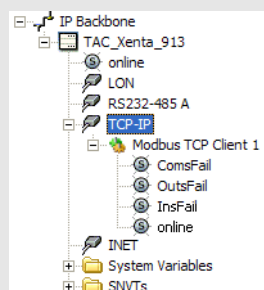 IP Backbone
TAC_Xenta_913
online
LON
RS232-485 A
TCP-IP
Modbus TCP Client 1
ComsFail
OutsFail
InsFail
online
INET
System Variables
SNVTs